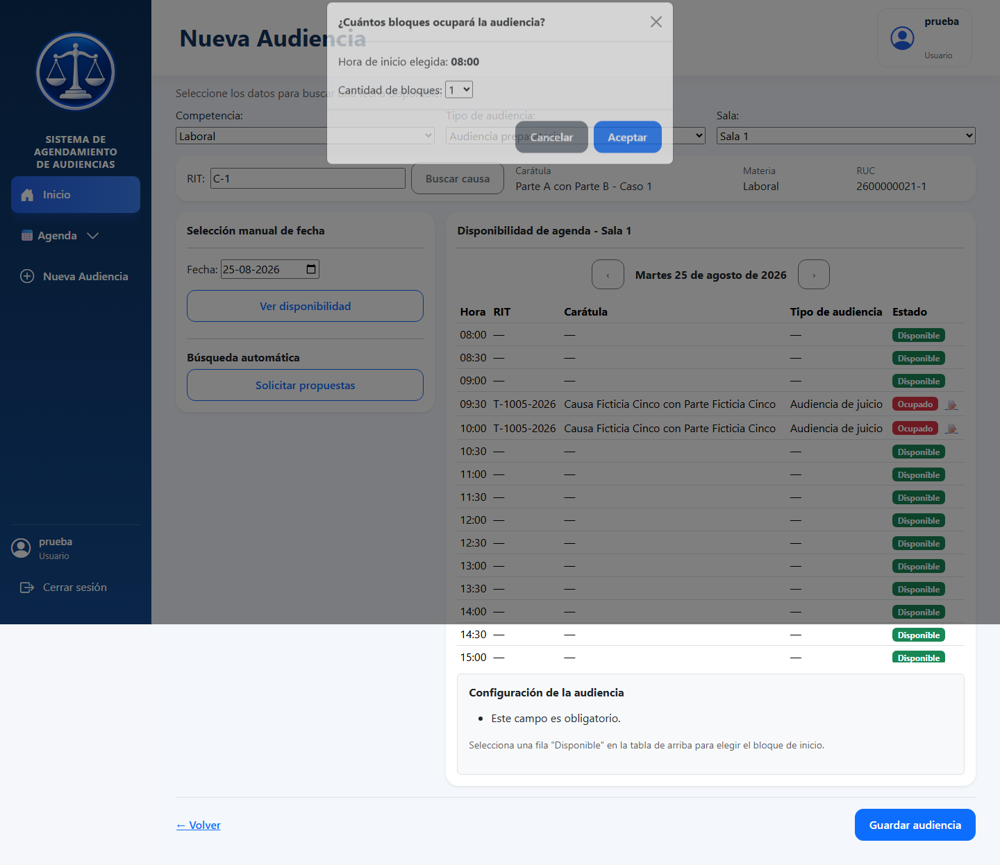 SISTEMA DE
AGENDAMIENTO
DE AUDIENCIAS
Inicio
Agenda
Nueva Audiencia
prueba
Usuario
Cerrar sesión
Nueva Audiencia
prueba
Usuario
¿Cuántos bloques ocupará la audiencia?
Hora de inicio elegida: 08:00
Cantidad de bloques: 1
Cancelar
Aceptar
Seleccione los datos para buscar una fecha disponible.
Competencia:
Laboral
Tipo de audiencia:
Audiencia preparatoria
Sala:
Sala 1
RIT: C-1
Buscar causa
Carátula
Parte A con Parte B - Caso 1
Materia
Laboral
RUC
2600000021-1
Selección manual de fecha
Fecha: 25-08-2026
Ver disponibilidad
Búsqueda automática
Solicitar propuestas
Disponibilidad de agenda - Sala 1
‹ Martes 25 de agosto de 2026 ›
Hora RIT Carátula Tipo de audiencia Estado
08:00 — — — Disponible
08:30 — — — Disponible
09:00 — — — Disponible
09:30 T-1005-2026 Causa Ficticia Cinco con Parte Ficticia Cinco Audiencia de juicio Ocupado
10:00 T-1005-2026 Causa Ficticia Cinco con Parte Ficticia Cinco Audiencia de juicio Ocupado
10:30 — — — Disponible
11:00 — — — Disponible
11:30 — — — Disponible
12:00 — — — Disponible
12:30 — — — Disponible
13:00 — — — Disponible
13:30 — — — Disponible
14:00 — — — Disponible
14:30 — — — Disponible
15:00 — — — Disponible
Configuración de la audiencia
• Este campo es obligatorio.
Selecciona una fila "Disponible" en la tabla de arriba para elegir el bloque de inicio.
← Volver
Guardar audiencia